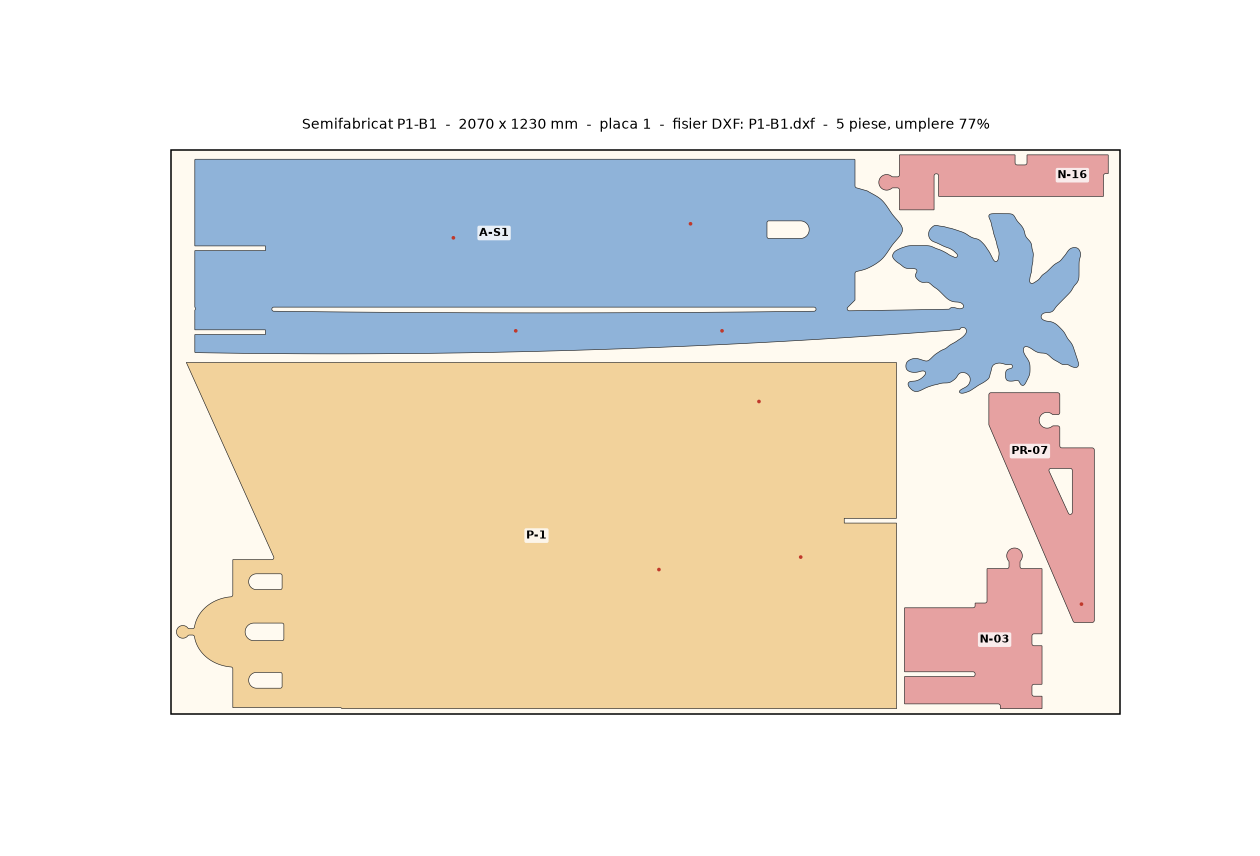 Semifabricat P1-B1 - 2070 x 1230 mm - placa 1 - fisier DXF: P1-B1.dxf - 5 piese, umplere 77%
N-16
A-S1
PR-07
P-1
N-03